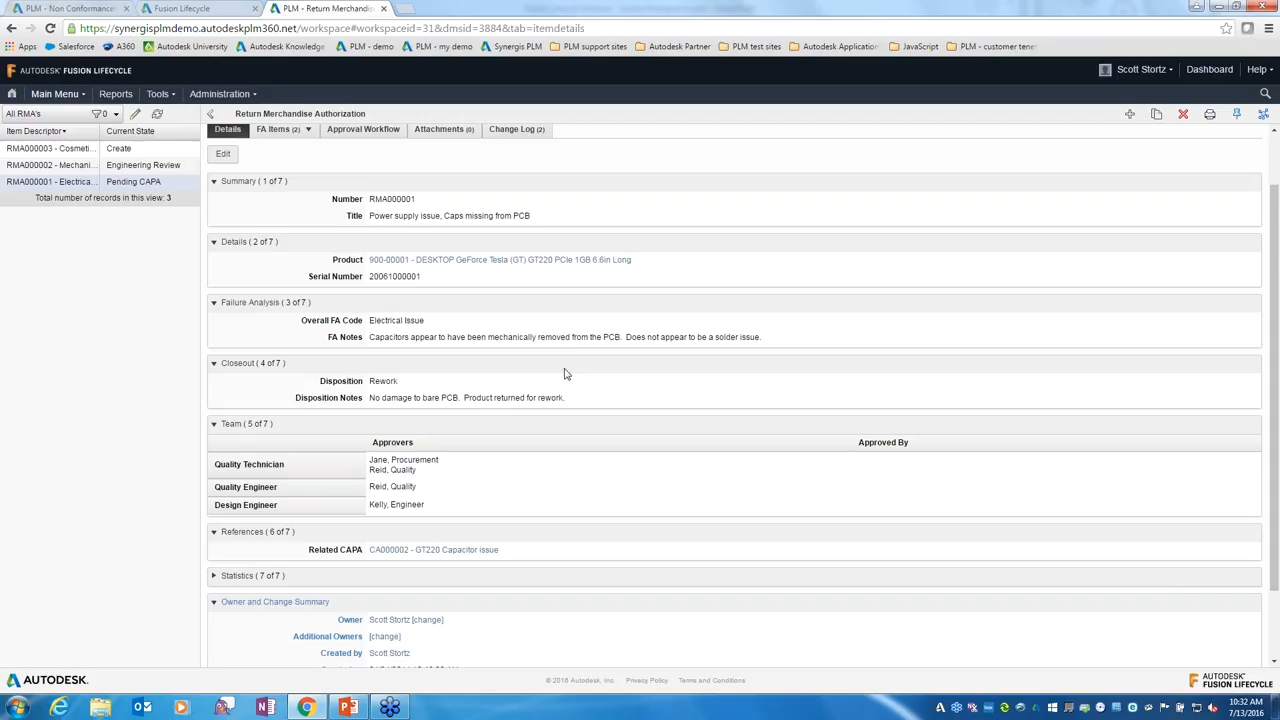 PLM - Non Conformance
Fusion Lifecycle
PLM - Return Merchandis
https://synergisplmdemo.autodeskplm360.net/workspace#workspaceid=31&dmsid=3884&tab=itemdetails
Apps
Salesforce
A360
Autodesk University
Autodesk Knowledge
PLM - demo
PLM - my demo
Synergis PLM
PLM support sites
Autodesk Partner
PLM test sites
Autodesk Application
JavaScript
PLM - customer tene
AUTODESK® FUSION LIFECYCLE
Scott Stortz
Dashboard
Help
Main Menu
Reports
Tools
Administration
All RMA's
0
Return Merchandise Authorization
Item Descriptor
Current State
Details
FA Items (2)
Approval Workflow
Attachments (0)
Change Log (2)
RMA000003 - Cosmeti...
Create
RMA000002 - Mechani...
Engineering Review
RMA000001 - Electrica...
Pending CAPA
Total number of records in this view: 3
Edit
Summary ( 1 of 7 )
Number RMA000001
Title Power supply issue, Caps missing from PCB
Details ( 2 of 7 )
Product 900-00001 - DESKTOP GeForce Tesla (GT) GT220 PCIe 1GB 6.6in Long
Serial Number 20061000001
Failure Analysis ( 3 of 7 )
Overall FA Code Electrical Issue
FA Notes Capacitors appear to have been mechanically removed from the PCB. Does not appear to be a solder issue.
Closeout ( 4 of 7 )
Disposition Rework
Disposition Notes No damage to bare PCB. Product returned for rework.
Team ( 5 of 7 )
Approvers Approved By
Quality Technician Jane, Procurement
Reid, Quality
Quality Engineer Reid, Quality
Design Engineer Kelly, Engineer
References ( 6 of 7 )
Related CAPA CA000002 - GT220 Capacitor issue
Statistics ( 7 of 7 )
Owner and Change Summary
Owner Scott Stortz [change]
Additional Owners [change]
Created by Scott Stortz
AUTODESK.
© 2016 Autodesk, Inc.
Privacy Policy
Terms and Conditions
AUTODESK®
FUSION LIFECYCLE
10:32 AM
7/13/2016